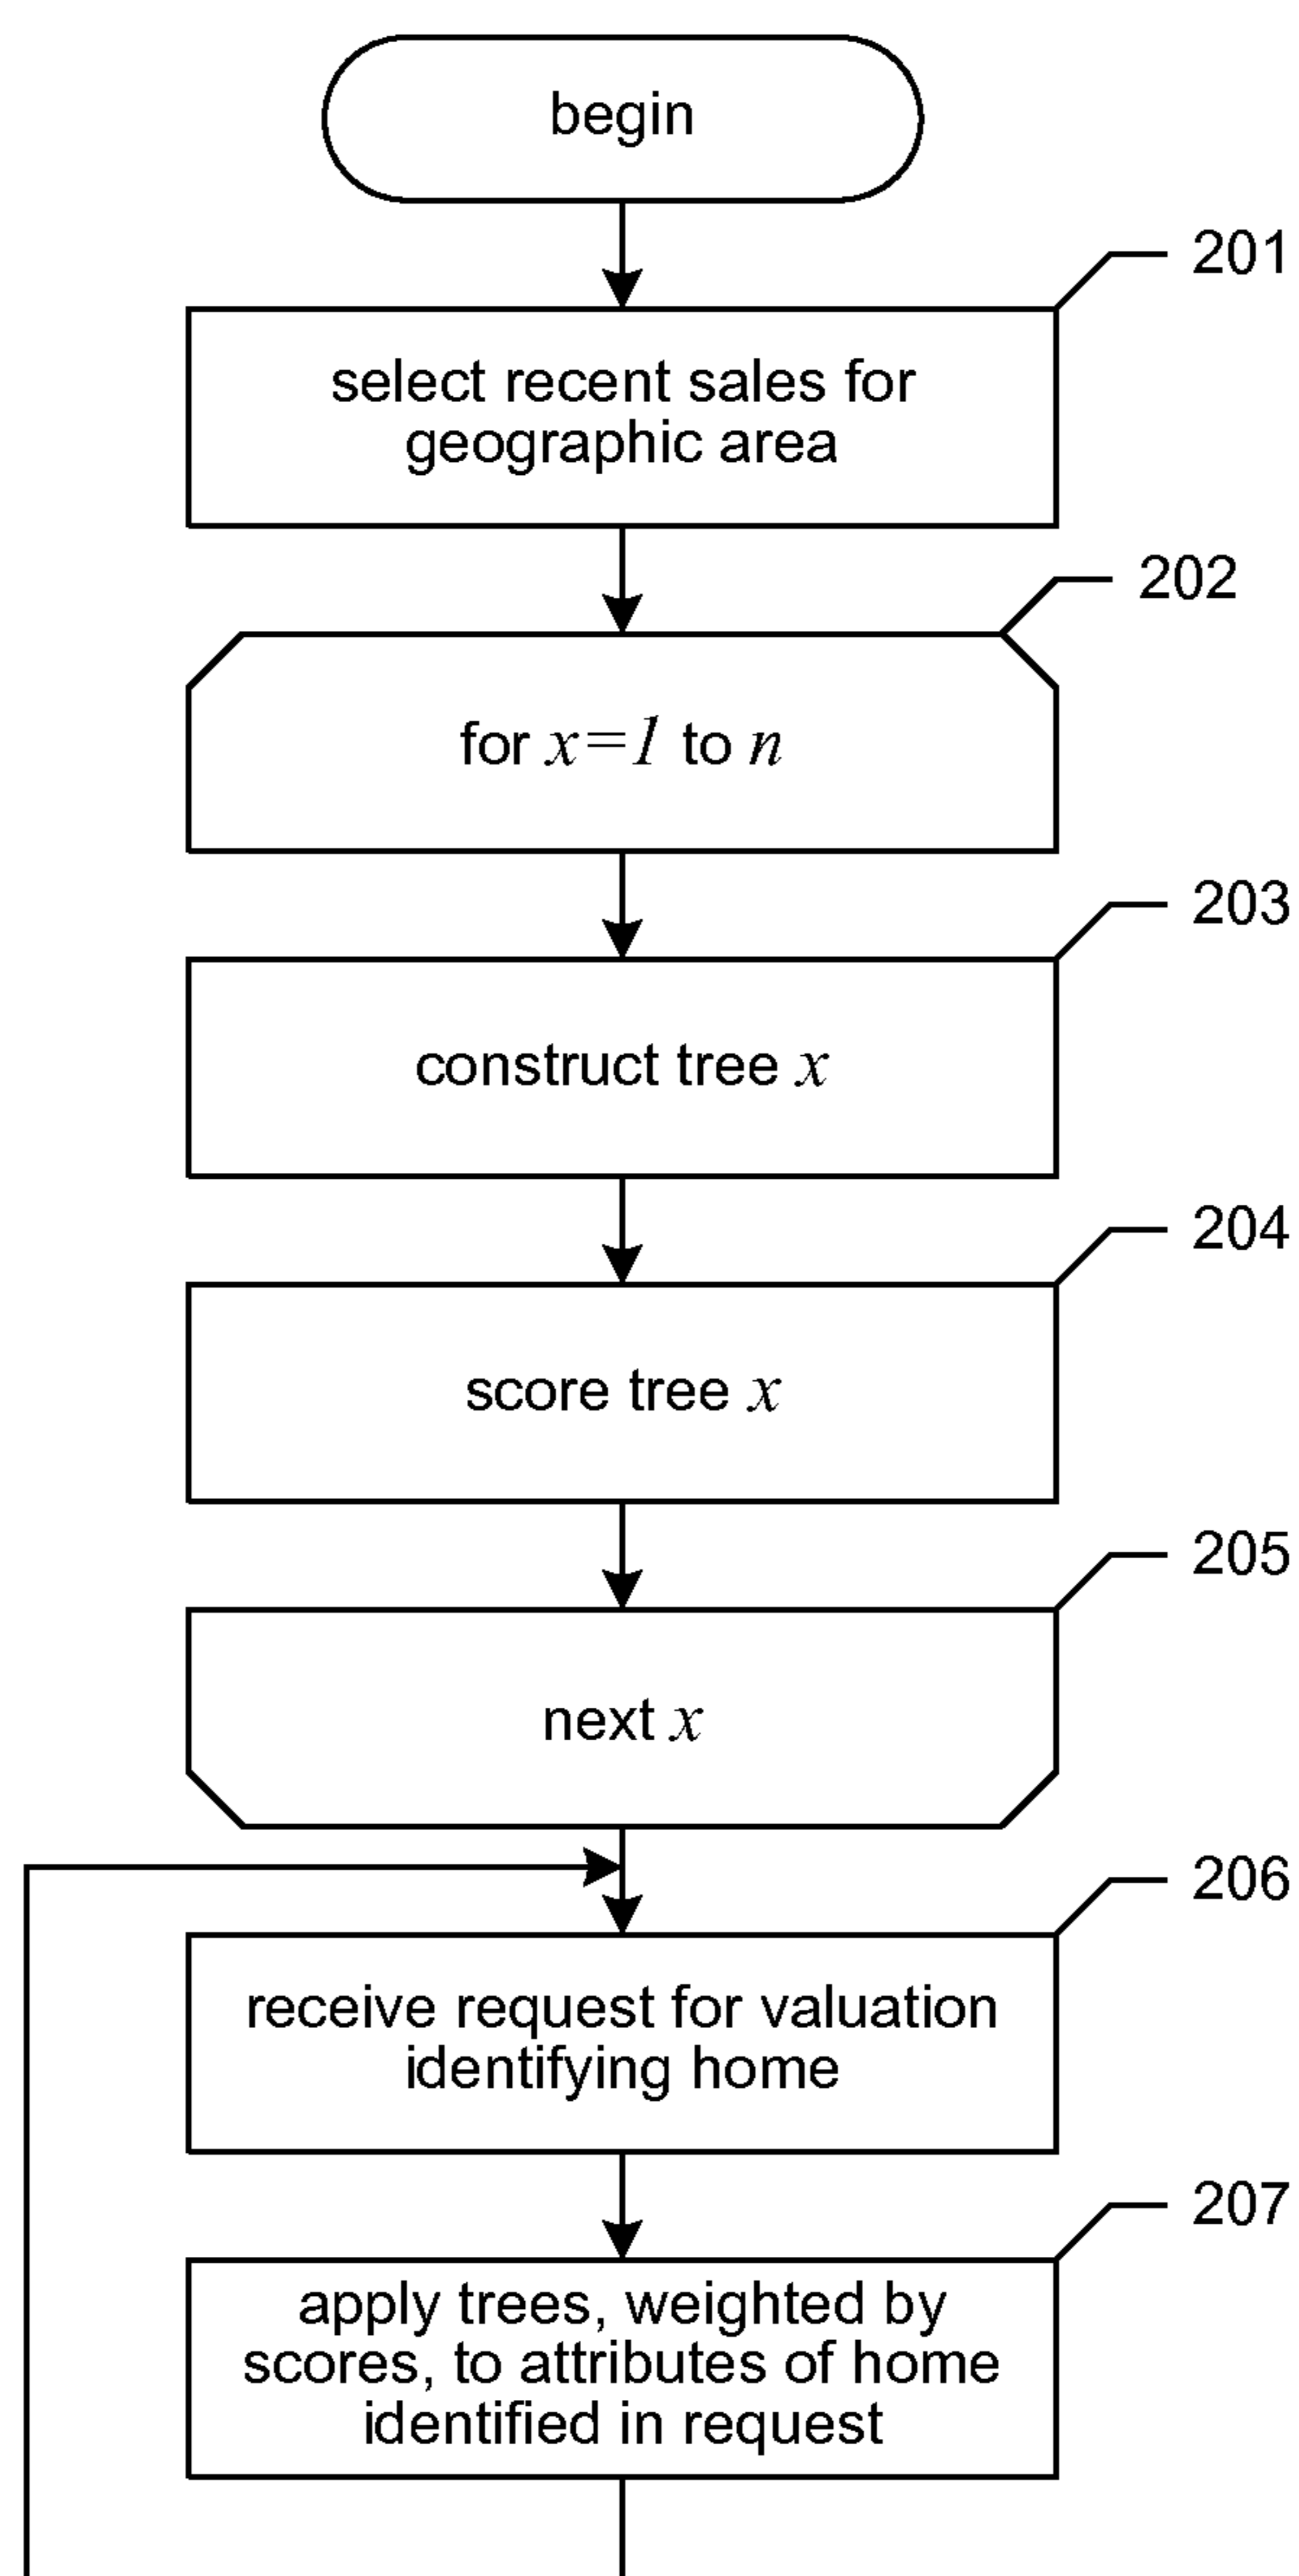 begin
201
select recent sales for
geographic area
202
for x=1 to n
203
construct tree x
204
score tree x
205
next x
206
receive request for valuation
identifying home
207
apply trees, weighted by
scores, to attributes of home
identified in request